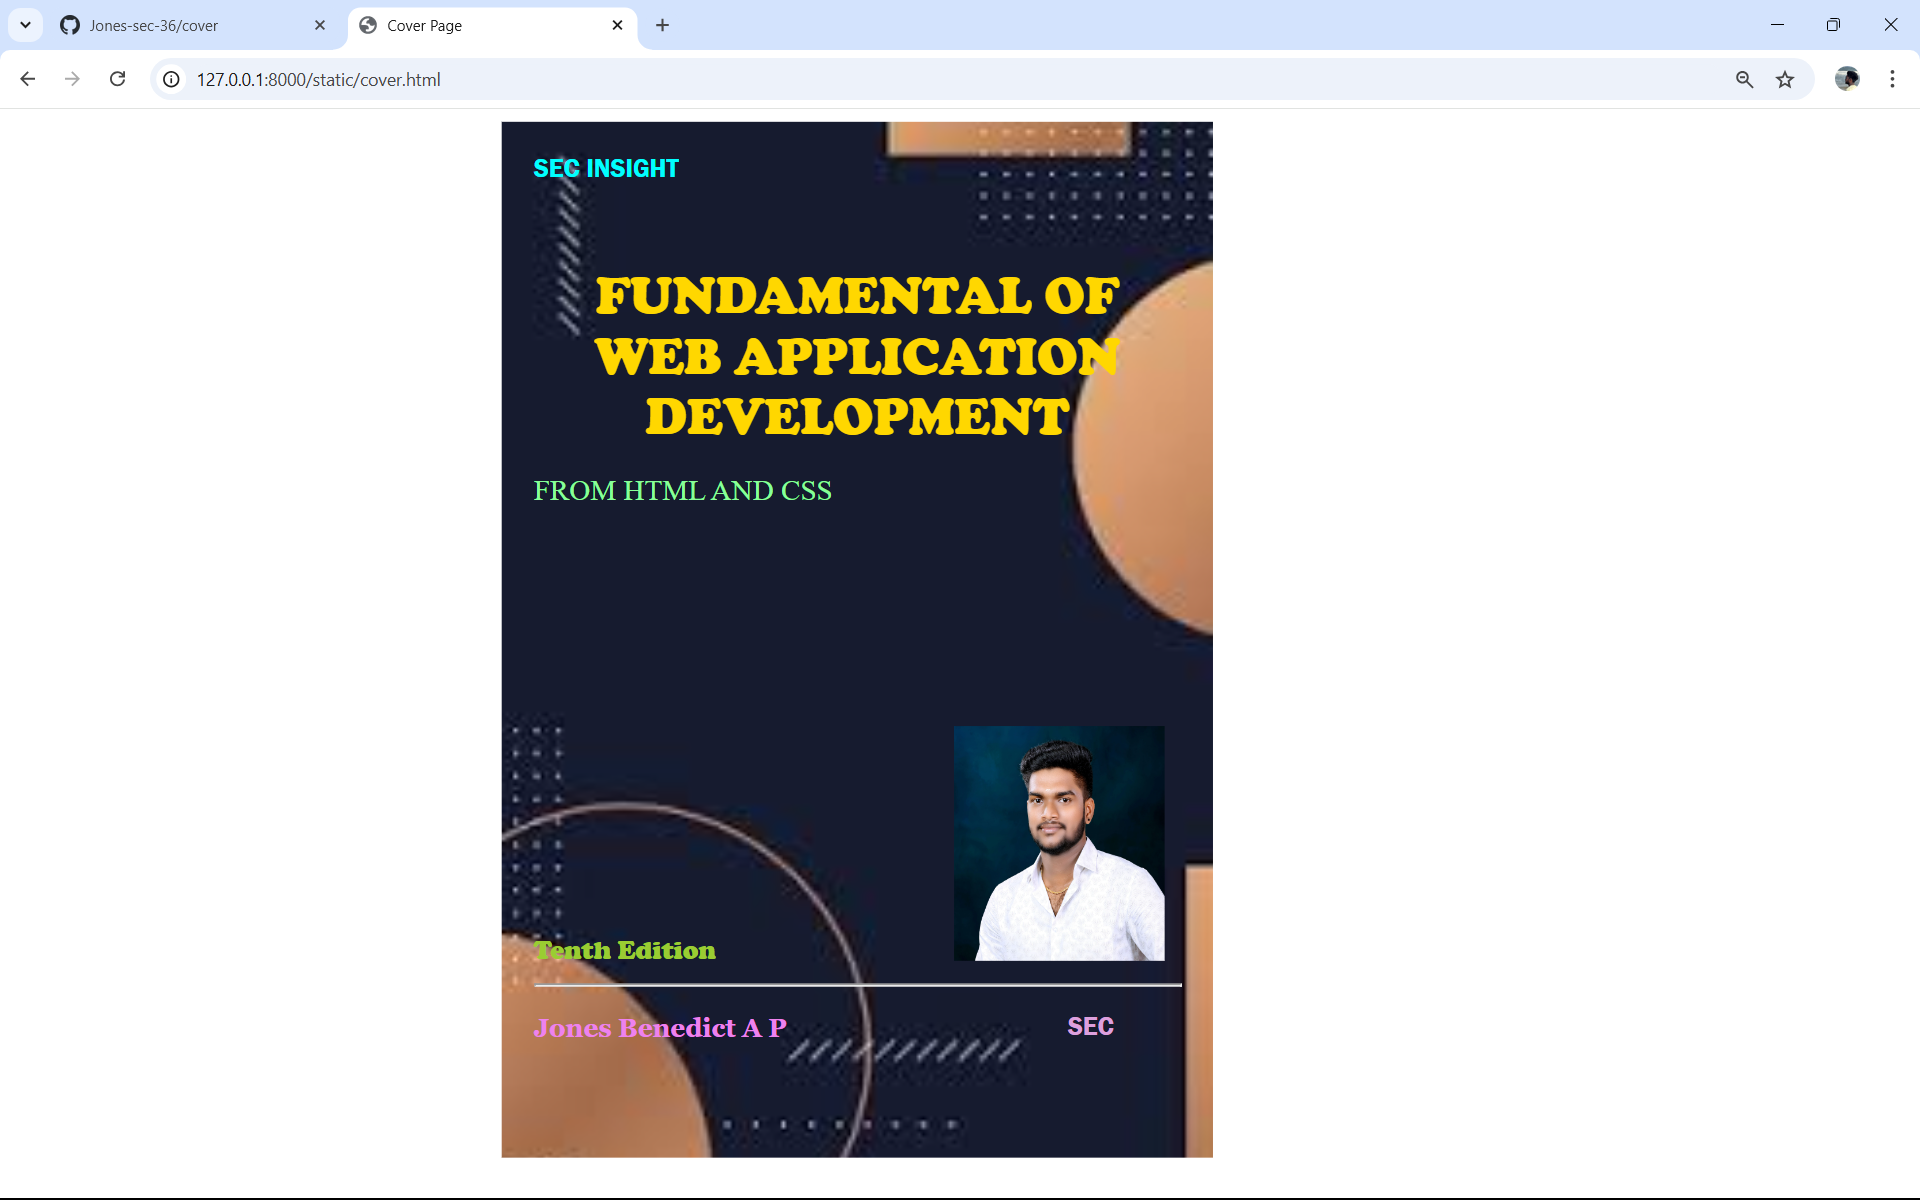 Jones-sec-36/cover
Cover Page
127.0.0.1:8000/static/cover.html
SEC INSIGHT
FUNDAMENTAL OF
WEB APPLICATION
DEVELOPMENT
FROM HTML AND CSS
Tenth Edition
Jones Benedict A P
SEC